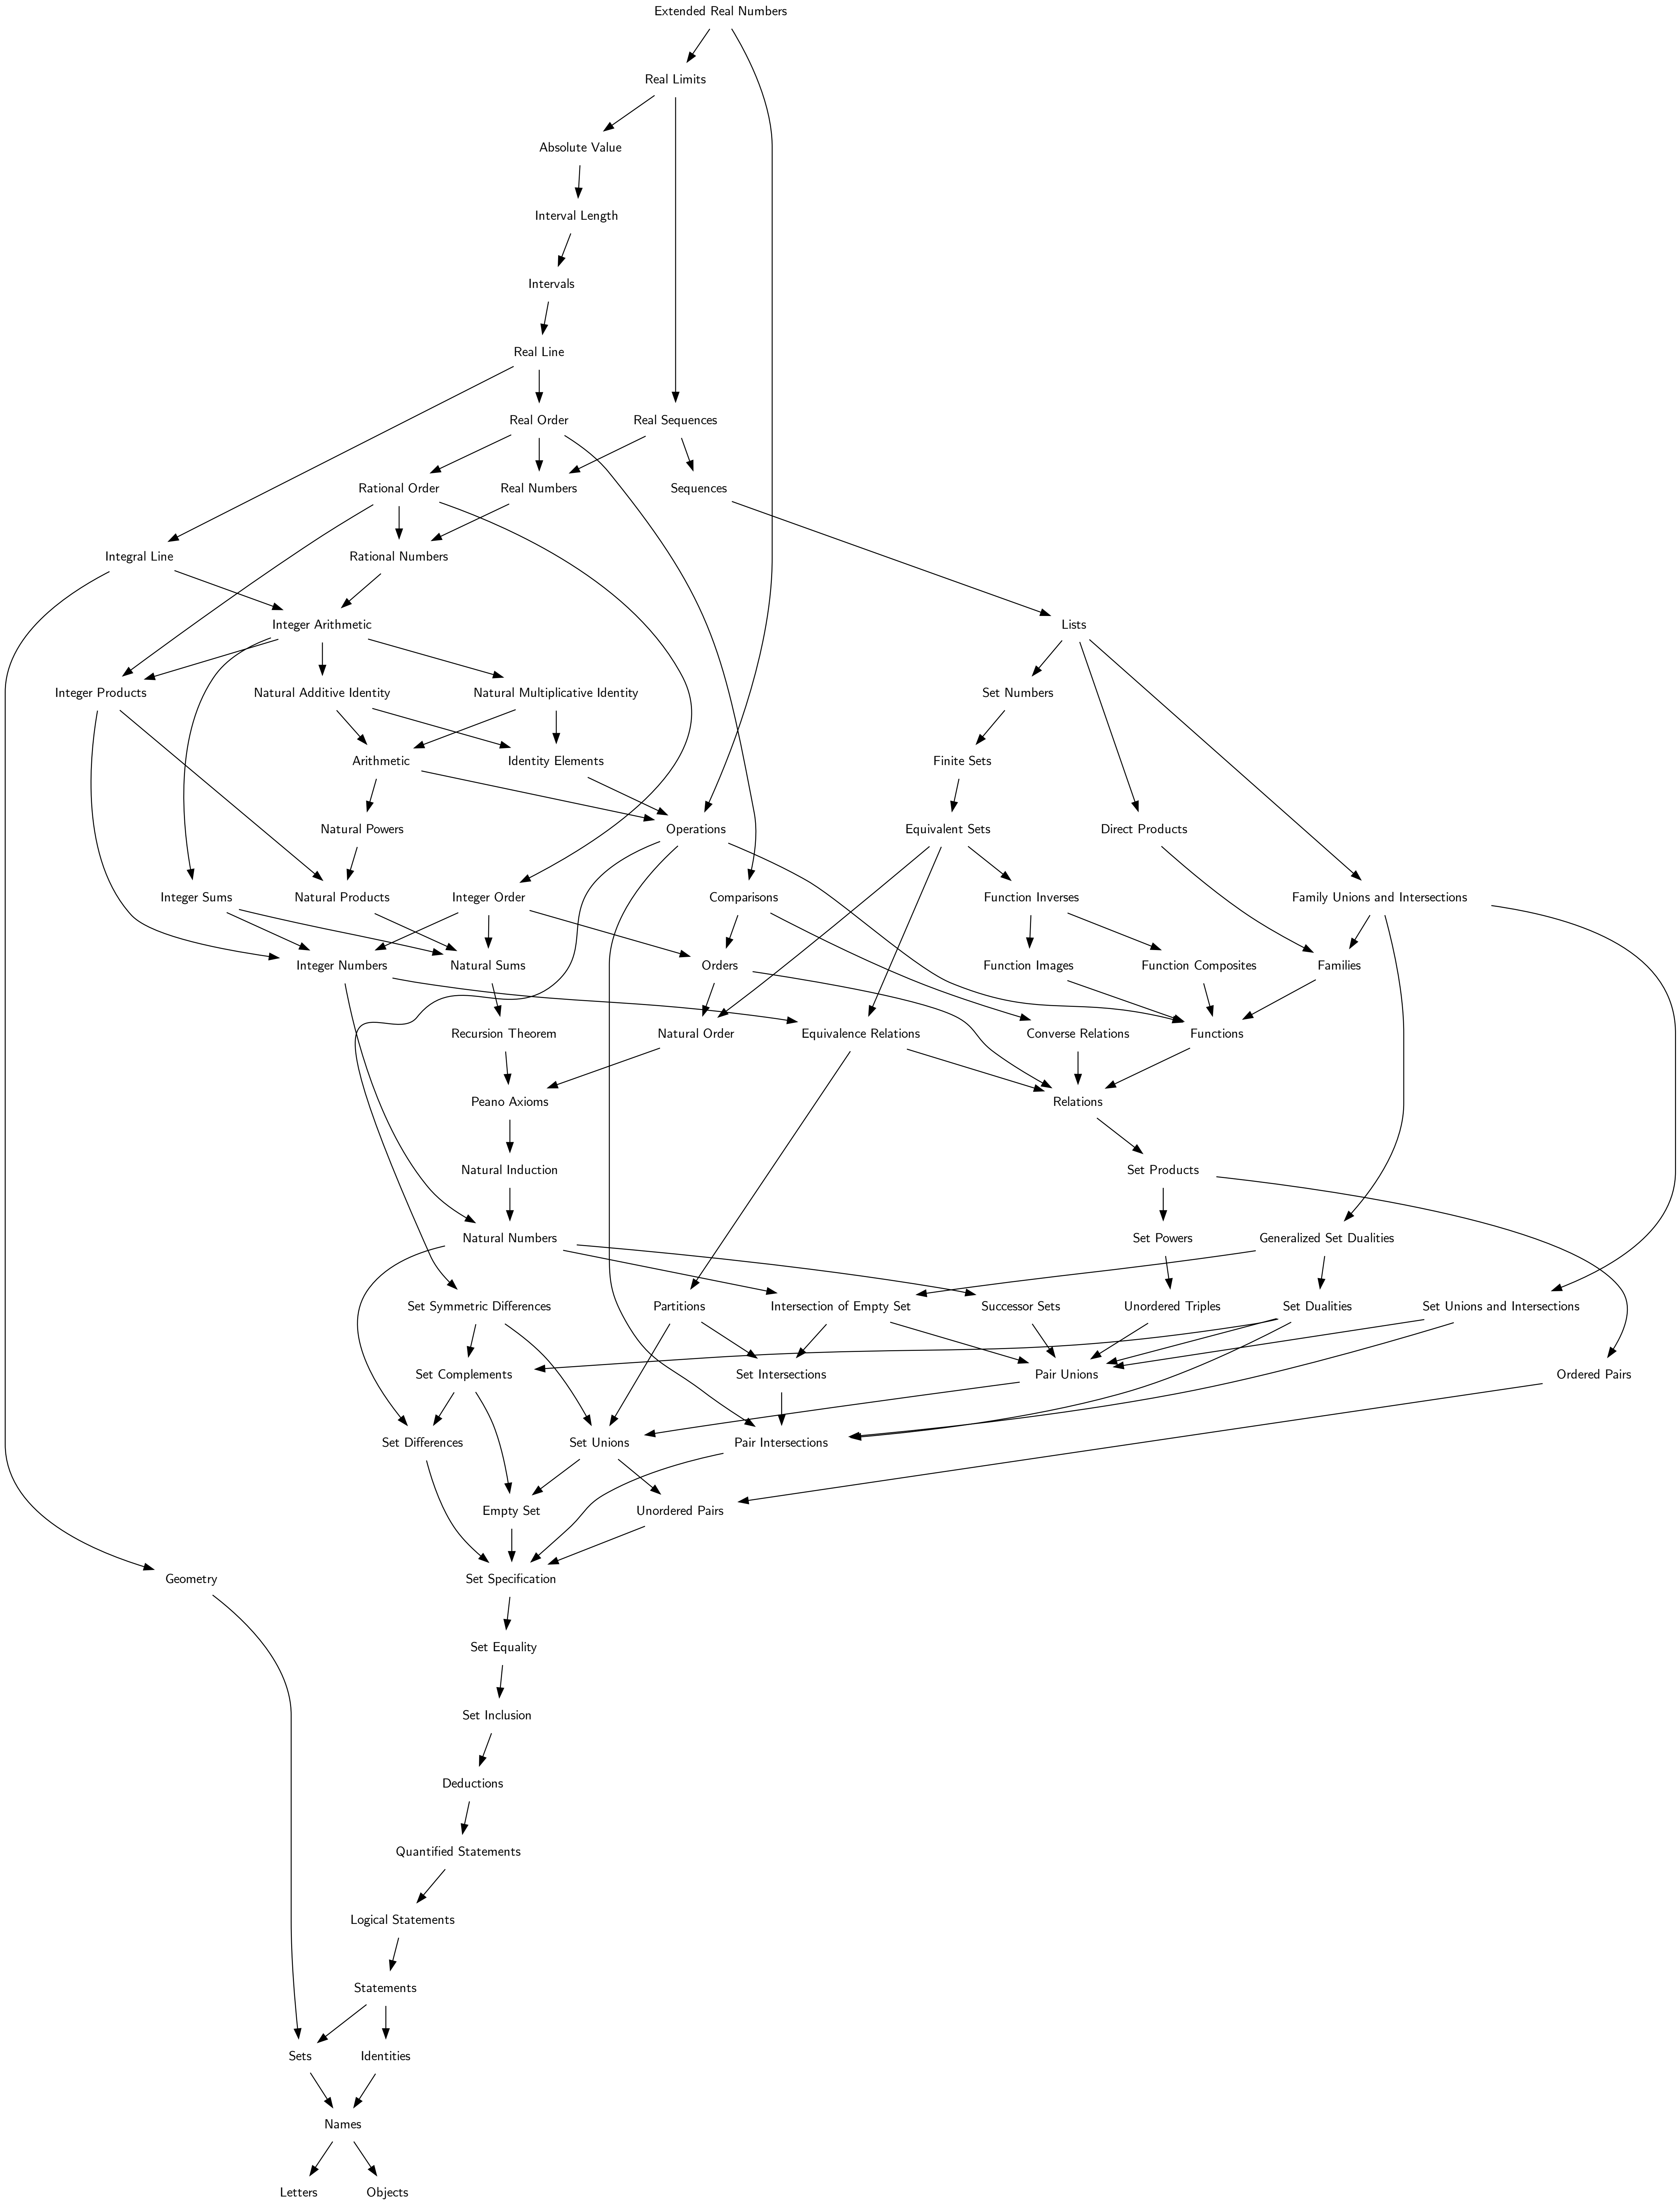 Extended Real Numbers
Real Limits
Absolute Value
Interval Length
Intervals
Real Line
Real Order
Real Sequences
Rational Order
Real Numbers
Sequences
Integral Line
Rational Numbers
Integer Arithmetic
Lists
Integer Products
Natural Additive Identity
Natural Multiplicative Identity
Set Numbers
Arithmetic
Identity Elements
Finite Sets
Natural Powers
Operations
Equivalent Sets
Direct Products
Integer Sums
Natural Products
Integer Order
Comparisons
Function Inverses
Family Unions and Intersections
Integer Numbers
Natural Sums
Orders
Function Images
Function Composites
Families
Recursion Theorem
Natural Order
Equivalence Relations
Converse Relations
Functions
Peano Axioms
Relations
Natural Induction
Set Products
Natural Numbers
Set Powers
Generalized Set Dualities
Set Symmetric Differences
Partitions
Intersection of Empty Set
Successor Sets
Unordered Triples
Set Dualities
Set Unions and Intersections
Set Complements
Set Intersections
Pair Unions
Ordered Pairs
Set Differences
Set Unions
Pair Intersections
Empty Set
Unordered Pairs
Geometry
Set Specification
Set Equality
Set Inclusion
Deductions
Quantified Statements
Logical Statements
Statements
Sets
Identities
Names
Letters
Objects